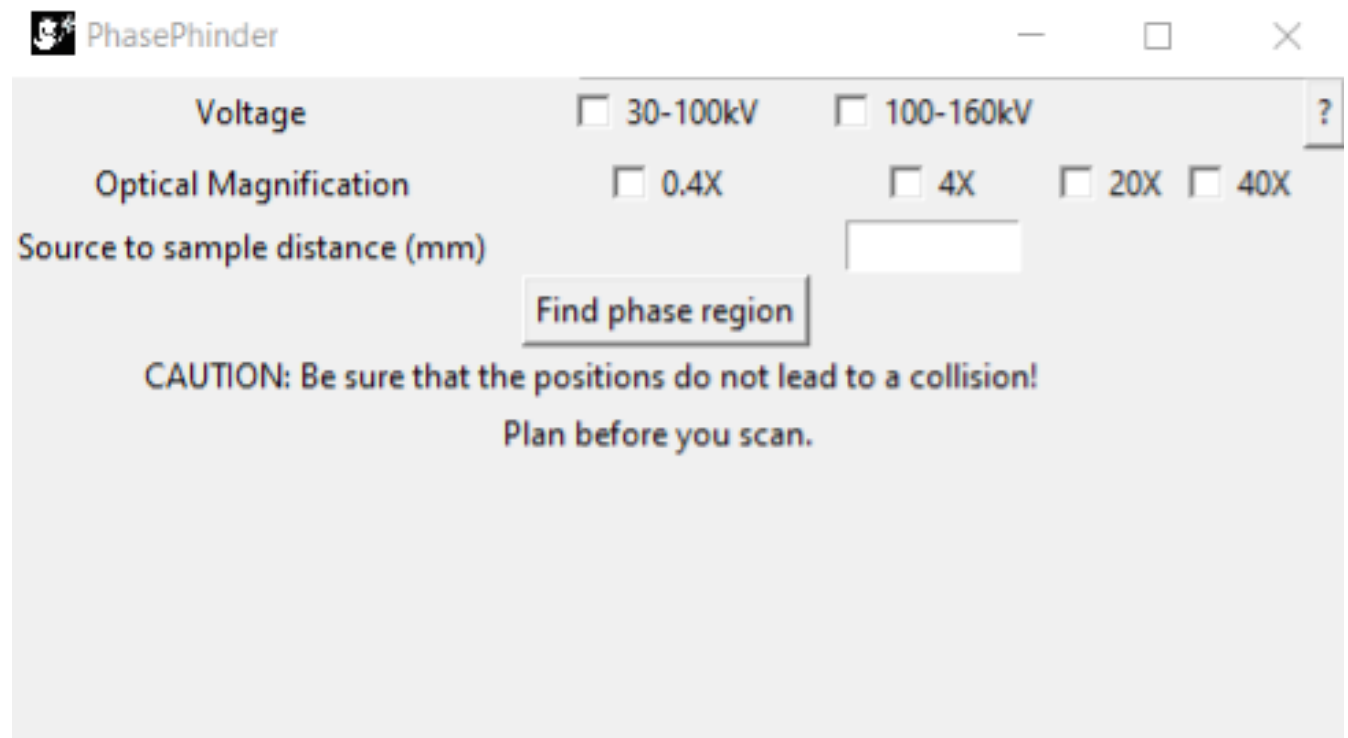 PhasePhinder
Voltage 30-100kV 100-160kV ?
Optical Magnification 0.4X 4X 20X 40X
Source to sample distance (mm)
Find phase region
CAUTION: Be sure that the positions do not lead to a collision!
Plan before you scan.